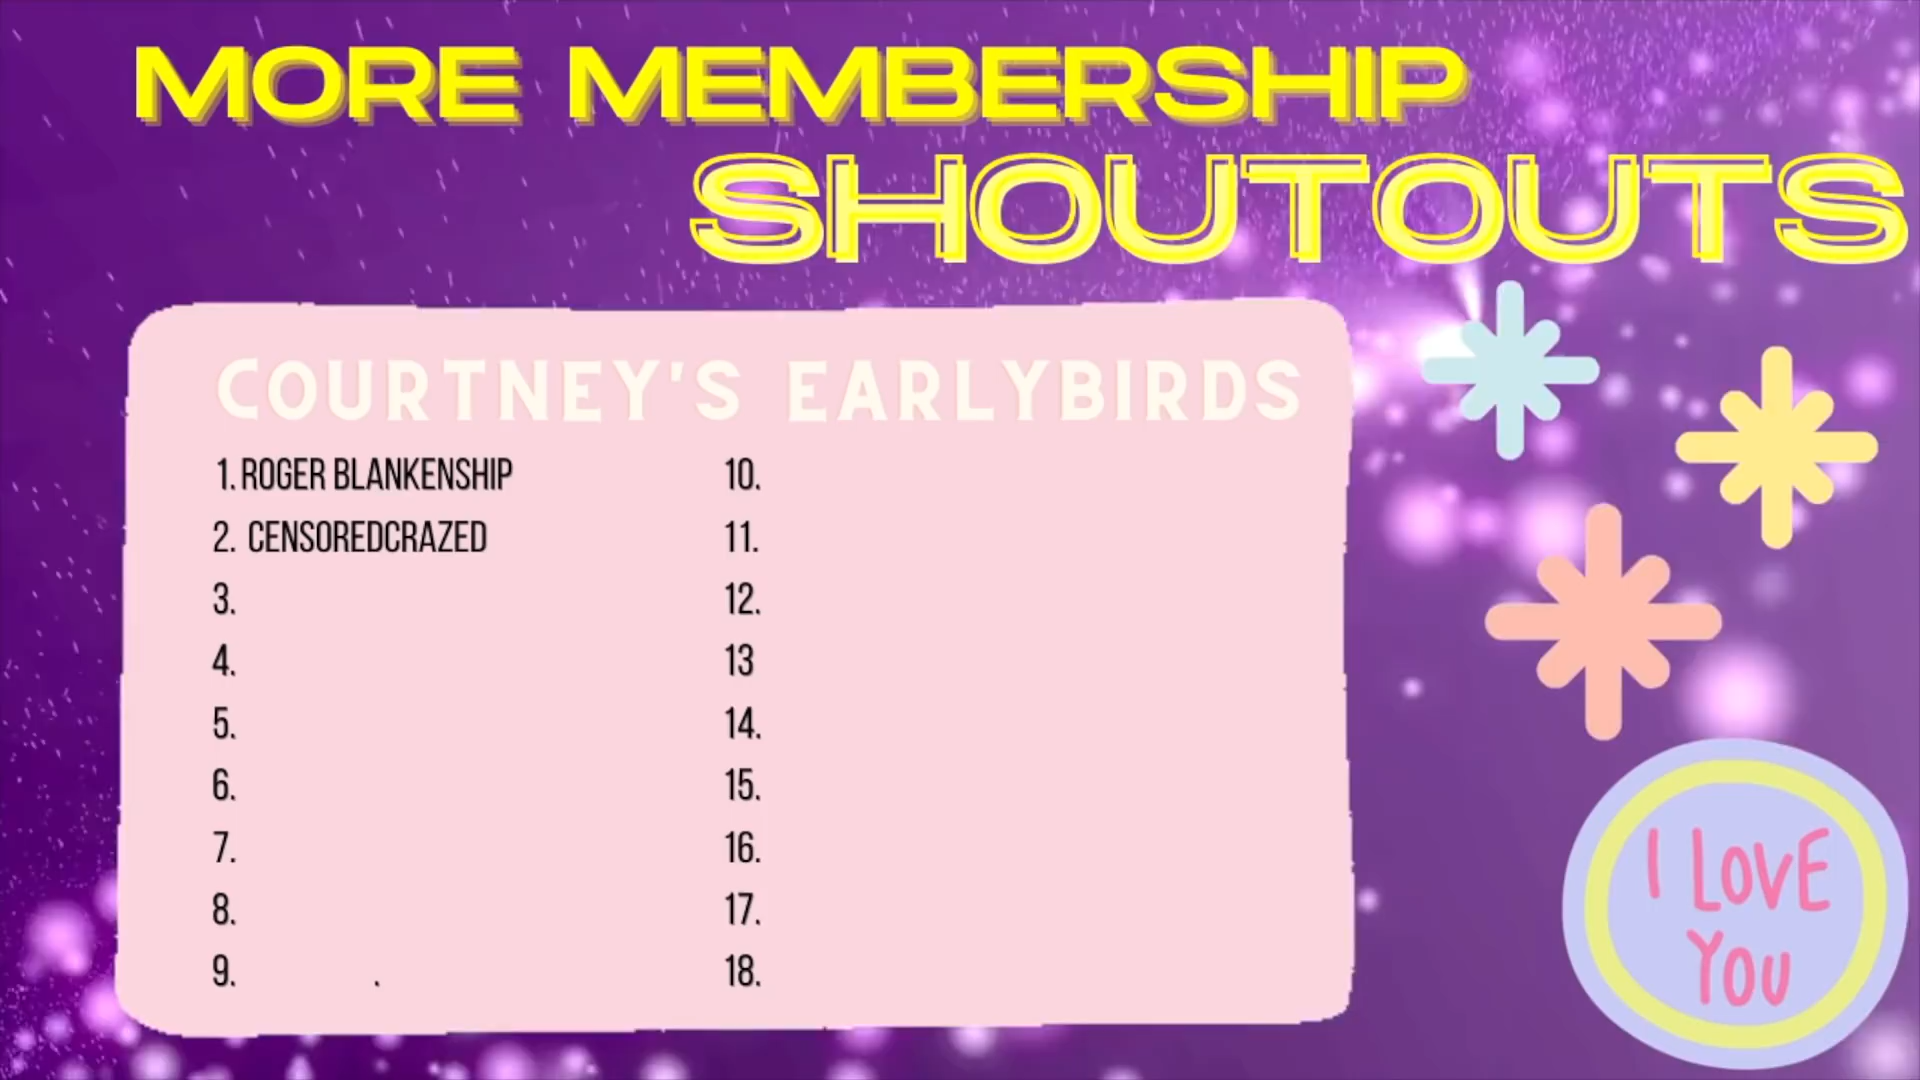 MORE MEMBERSHIP
SHOUTOUTS
COURTNEY'S EARLYBIRDS
1. ROGER BLANKENSHIP
2. CENSOREDCRAZED
3.
4.
5.
6.
7.
8.
9. .
10.
11.
12.
13
14.
15.
16.
17.
18.
I LOVE
YOU